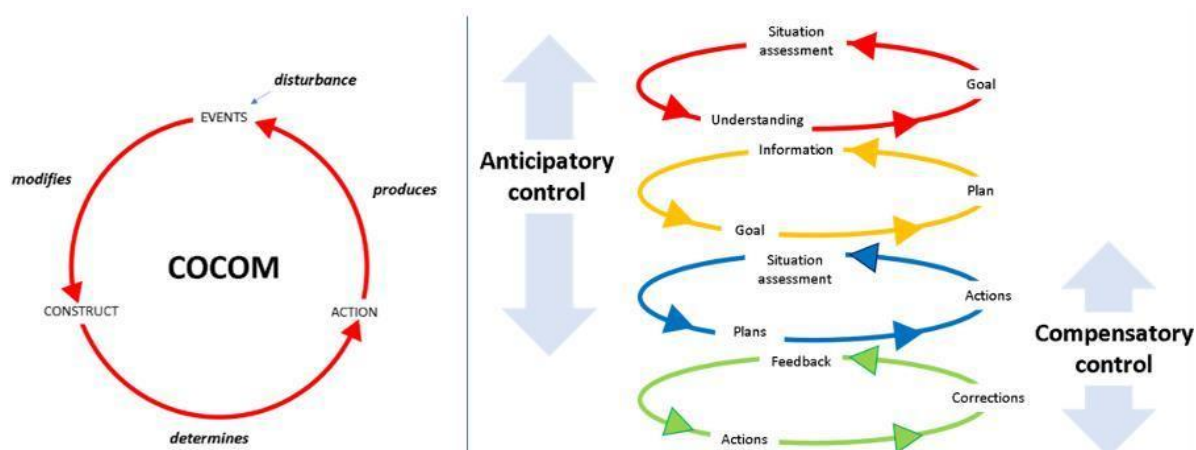 disturbance
EVENTS
modifies
produces
COCOM
CONSTRUCT
ACTION
determines
Anticipatory
control
Situation
assessment
Goal
Understanding
Information
Plan
Goal
Situation
assessment
Actions
Plans
Feedback
Corrections
Actions
Compensatory
control